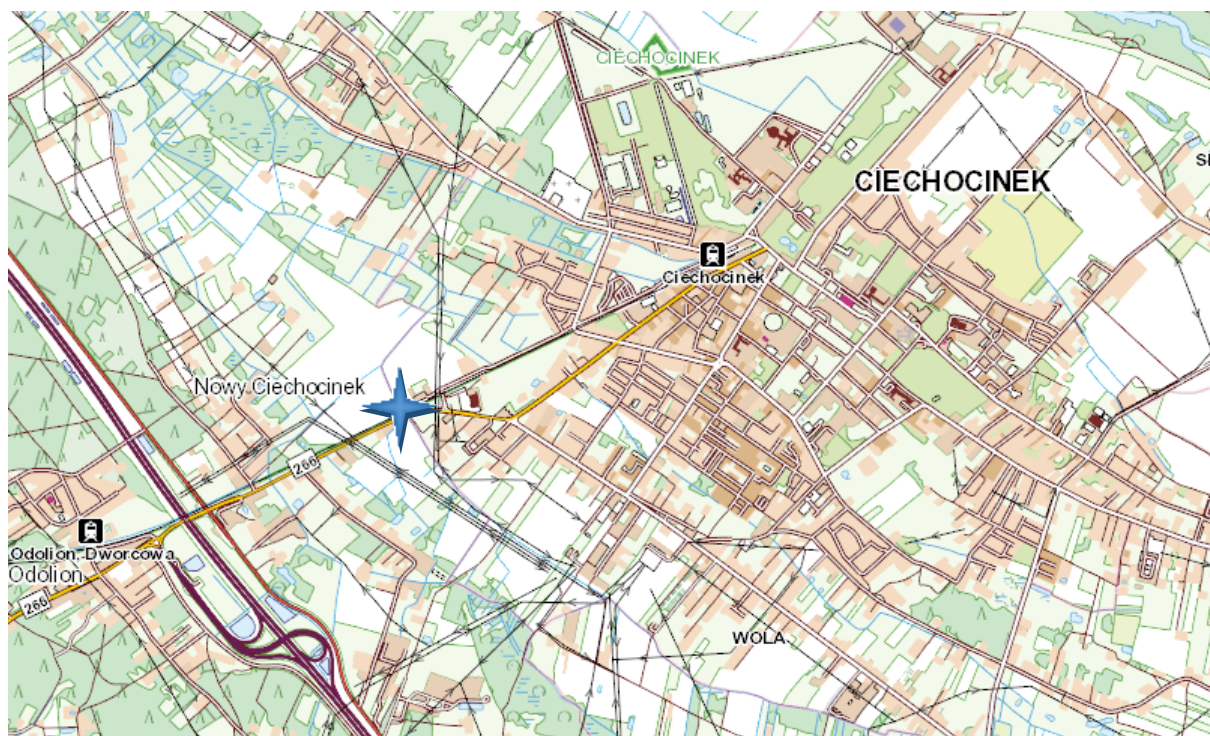 CIECHOCINEK
CIECHOCINEK
Ciechocinek
Nowy Ciechocinek
266
Odolion, Dworcowa
Odolion
266
WOLA